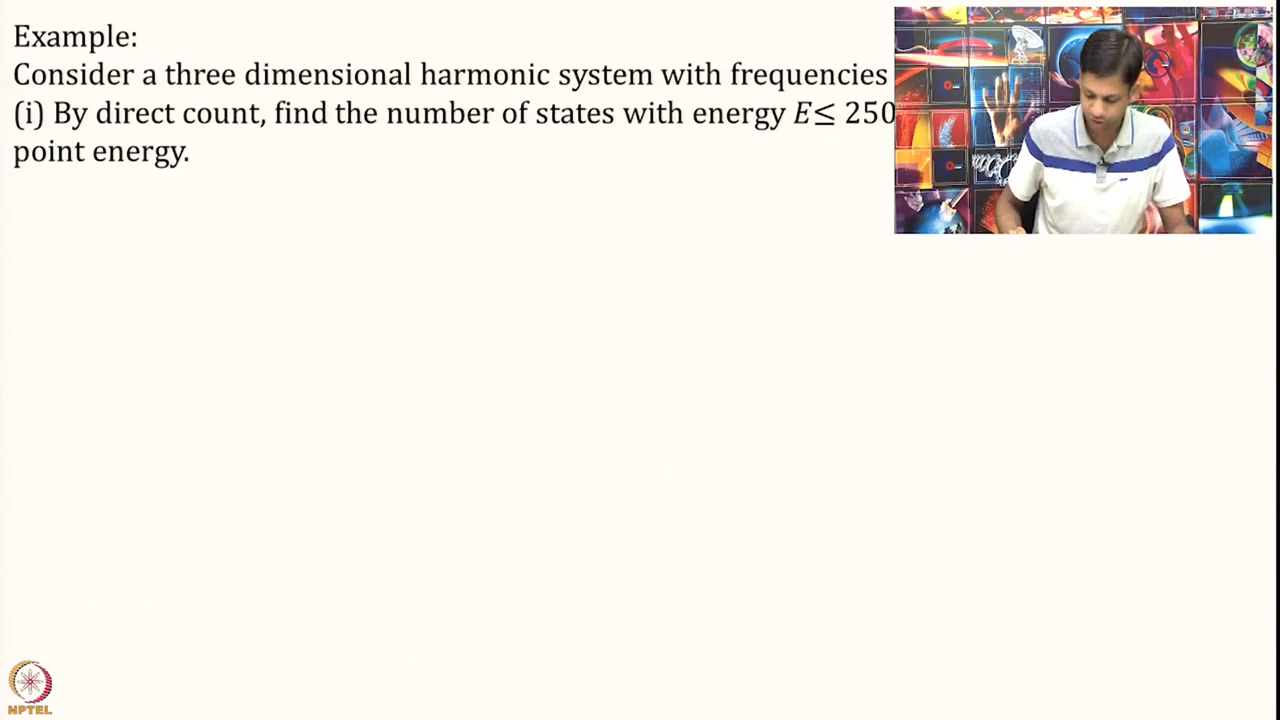 Example:
Consider a three dimensional harmonic system with frequencies
(i) By direct count, find the number of states with energy E≤ 250
point energy.
NPTEL